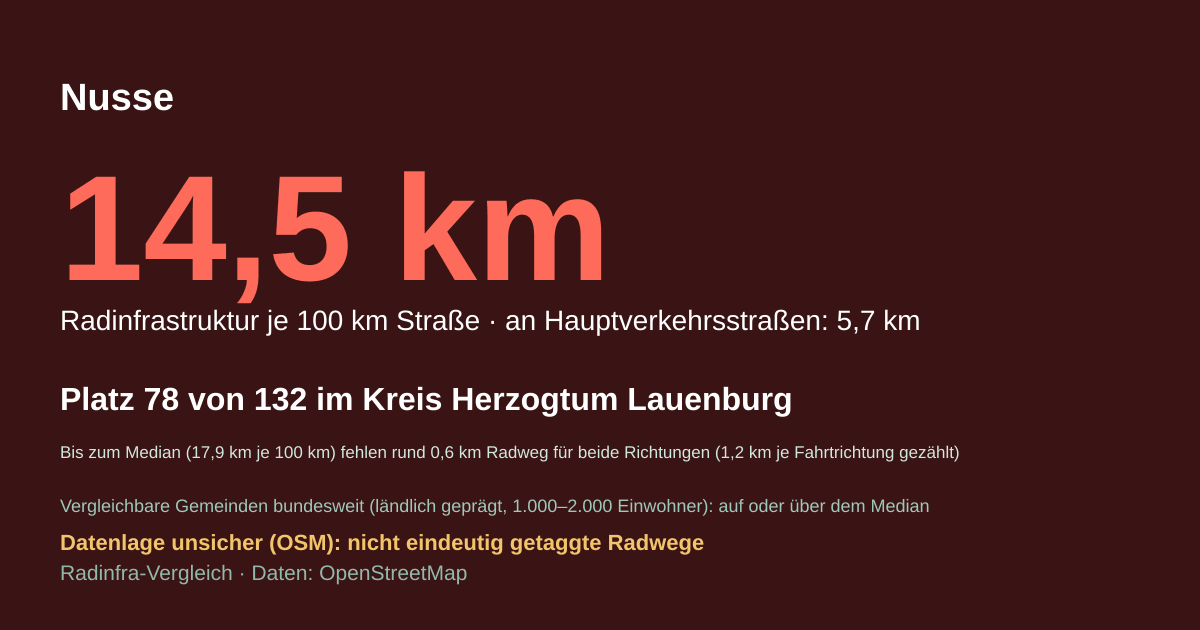 Nusse
14,5 km
Radinfrastruktur je 100 km Straße · an Hauptverkehrsstraßen: 5,7 km
Platz 78 von 132 im Kreis Herzogtum Lauenburg
Bis zum Median (17,9 km je 100 km) fehlen rund 0,6 km Radweg für beide Richtungen (1,2 km je Fahrtrichtung gezählt)
Vergleichbare Gemeinden bundesweit (ländlich geprägt, 1.000–2.000 Einwohner): auf oder über dem Median
Datenlage unsicher (OSM): nicht eindeutig getaggte Radwege
Radinfra-Vergleich · Daten: OpenStreetMap